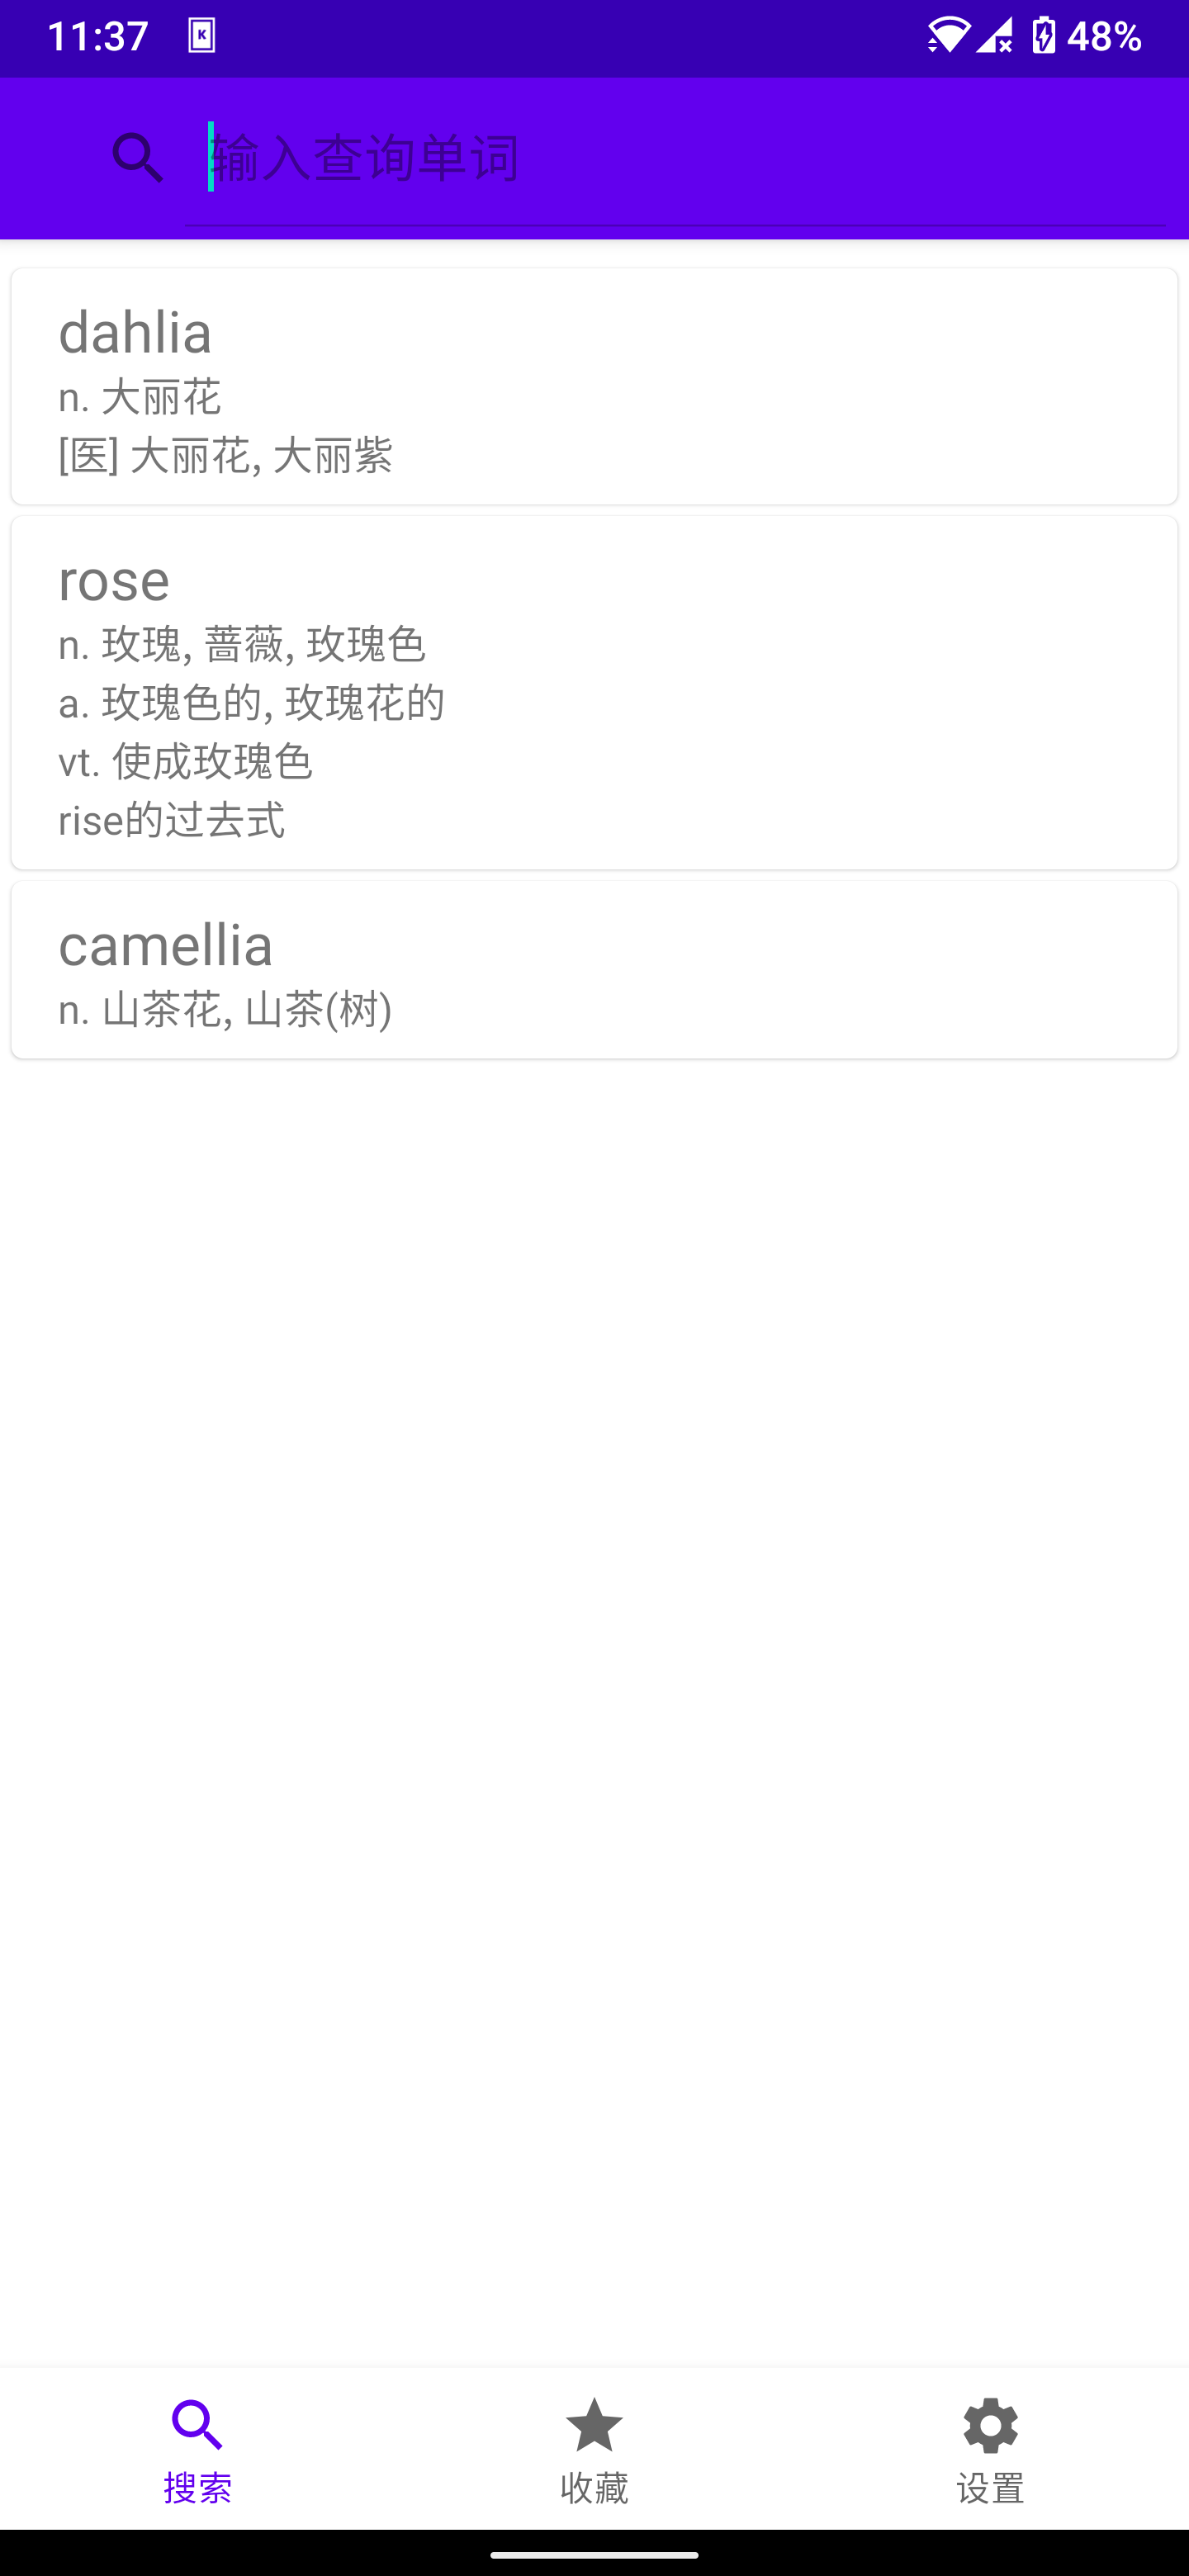 11:37
K
48%
输入查询单词
dahlia
n. 大丽花
[医] 大丽花, 大丽紫
rose
n. 玫瑰, 蔷薇, 玫瑰色
a. 玫瑰色的, 玫瑰花的
vt. 使成玫瑰色
rise的过去式
camellia
n. 山茶花, 山茶(树)
搜索
收藏
设置